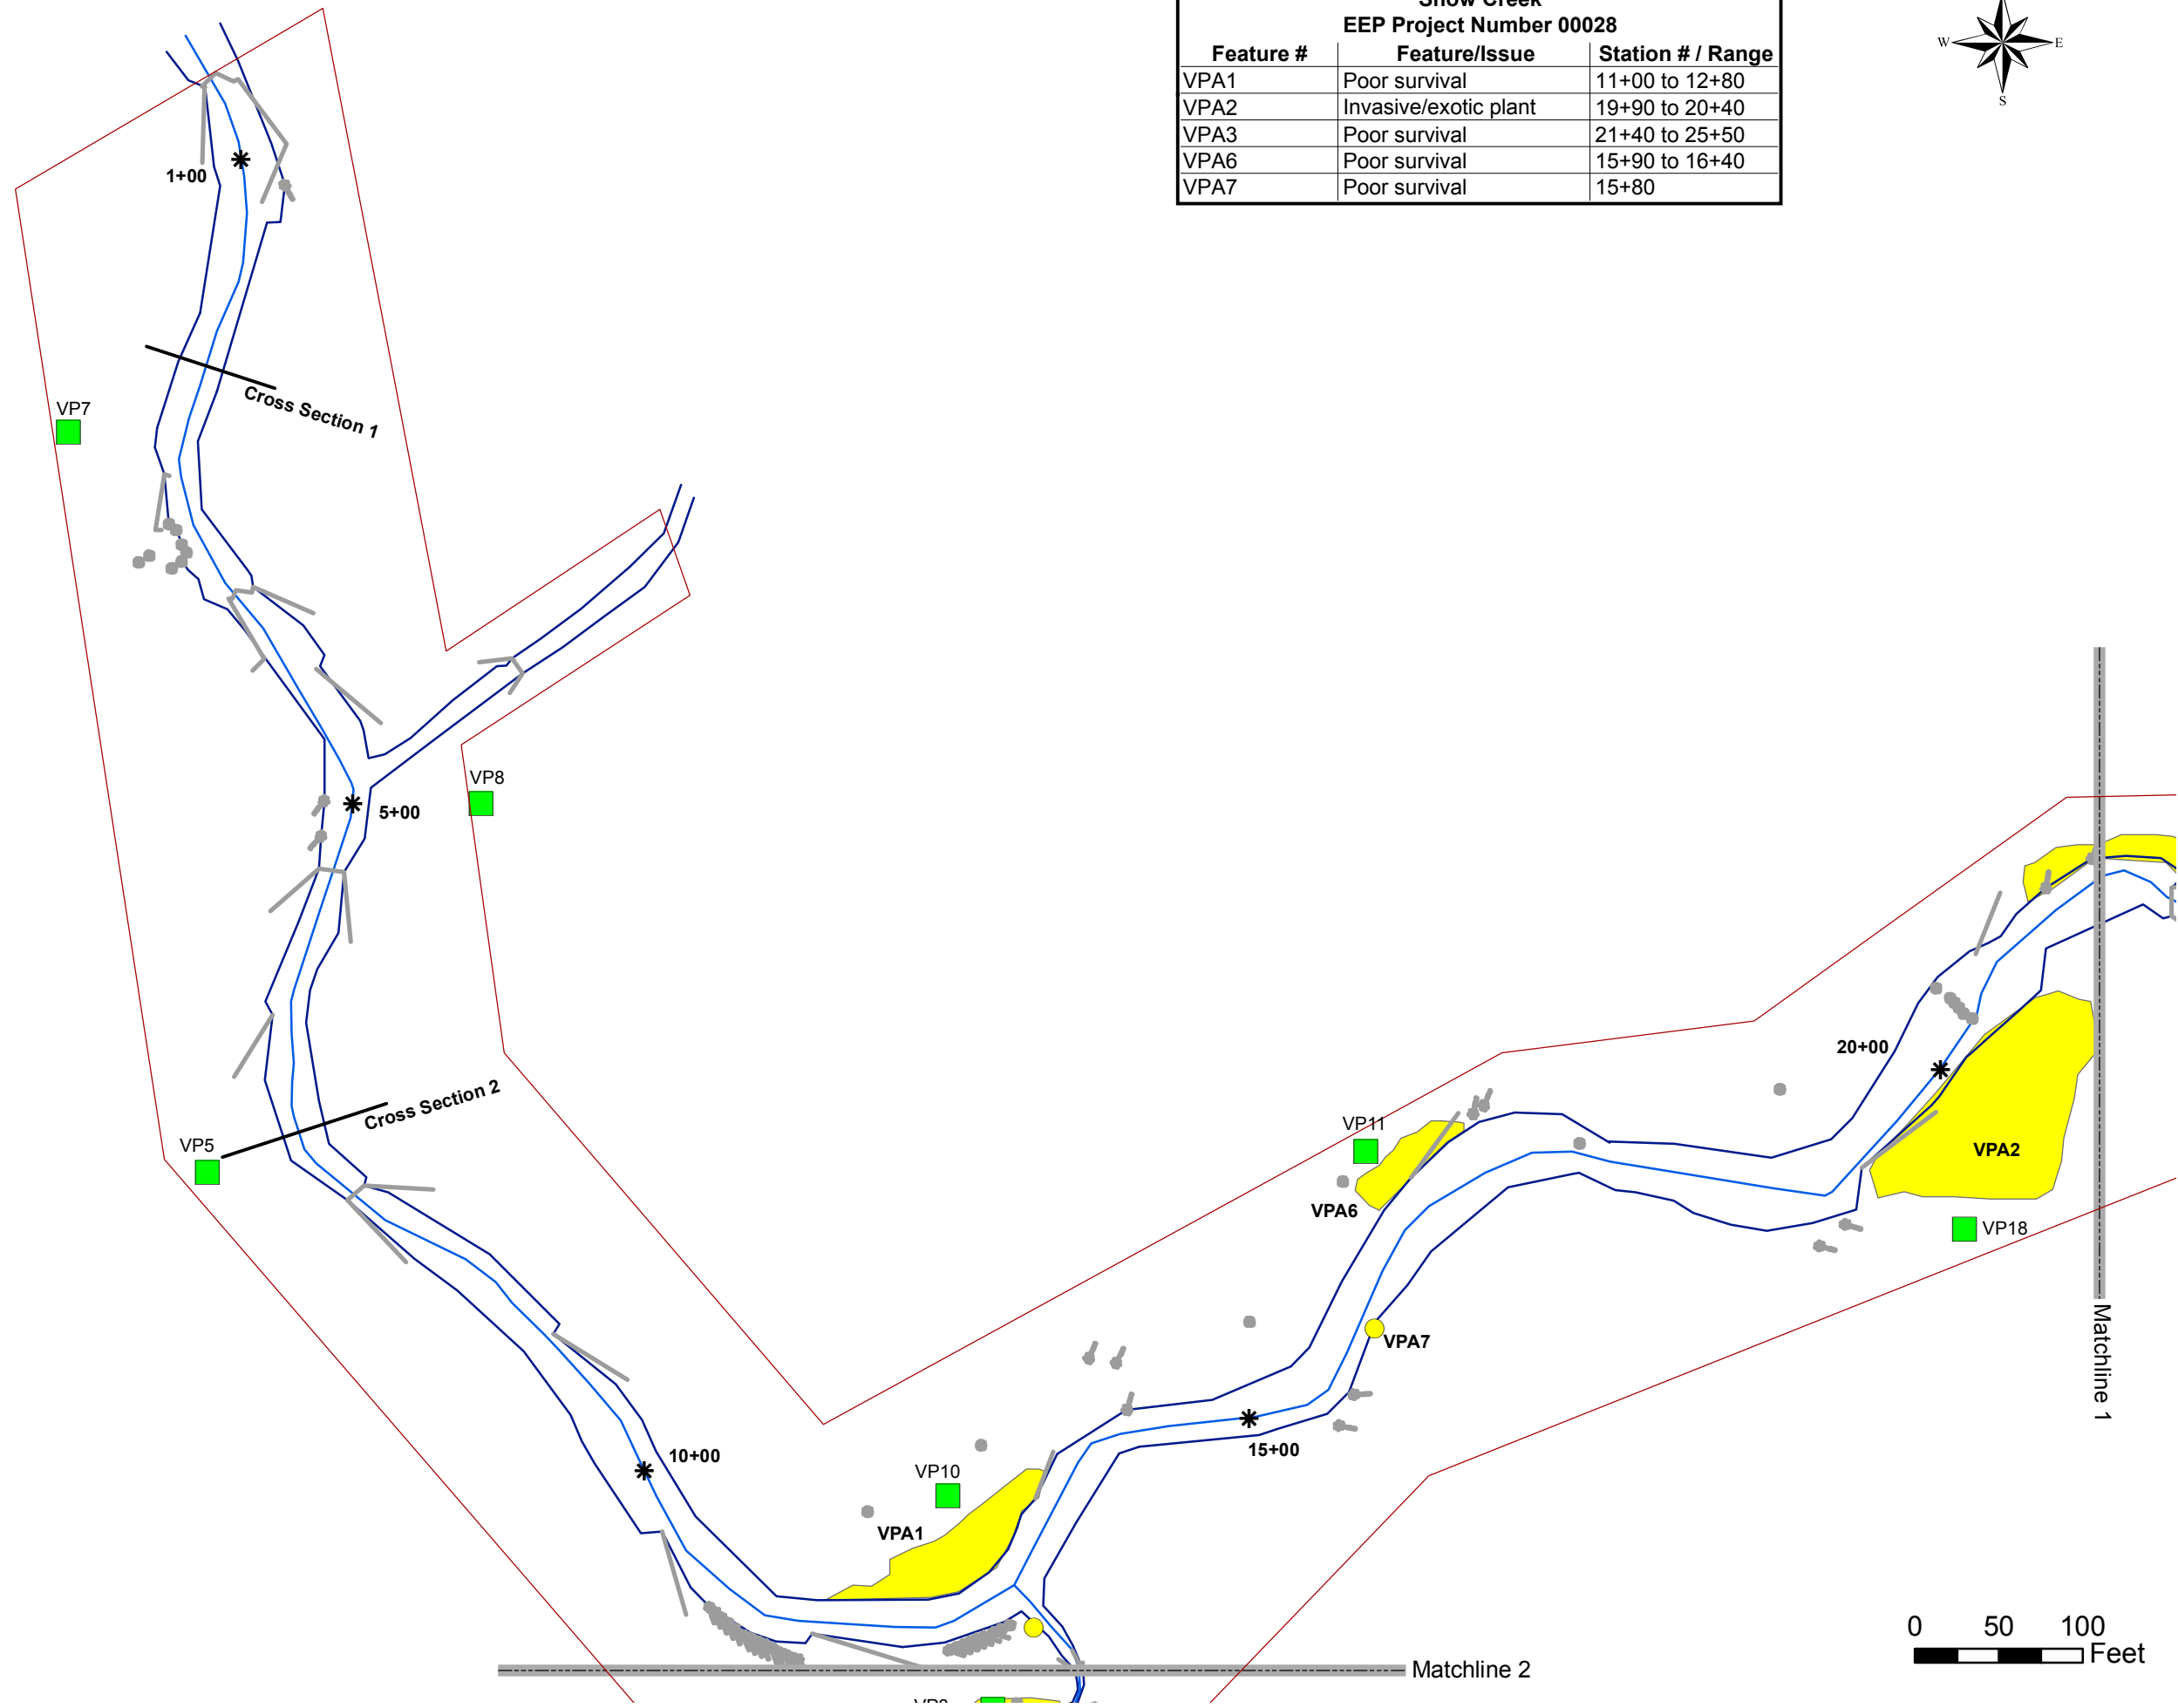 Snow Creek
EEP Project Number 00028
Feature # Feature/Issue Station # / Range
VPA1 Poor survival 11+00 to 12+80
VPA2 Invasive/exotic plant 19+90 to 20+40
VPA3 Poor survival 21+40 to 25+50
VPA6 Poor survival 15+90 to 16+40
VPA7 Poor survival 15+80
W E
S
1+00
Cross Section 1
VP7
VP8
5+00
Cross Section 2
VP5
20+00
VPA2
VP11
VPA6
VP18
VPA7
Matchline 1
15+00
10+00
VP10
VPA1
0 50 100
Feet
Matchline 2